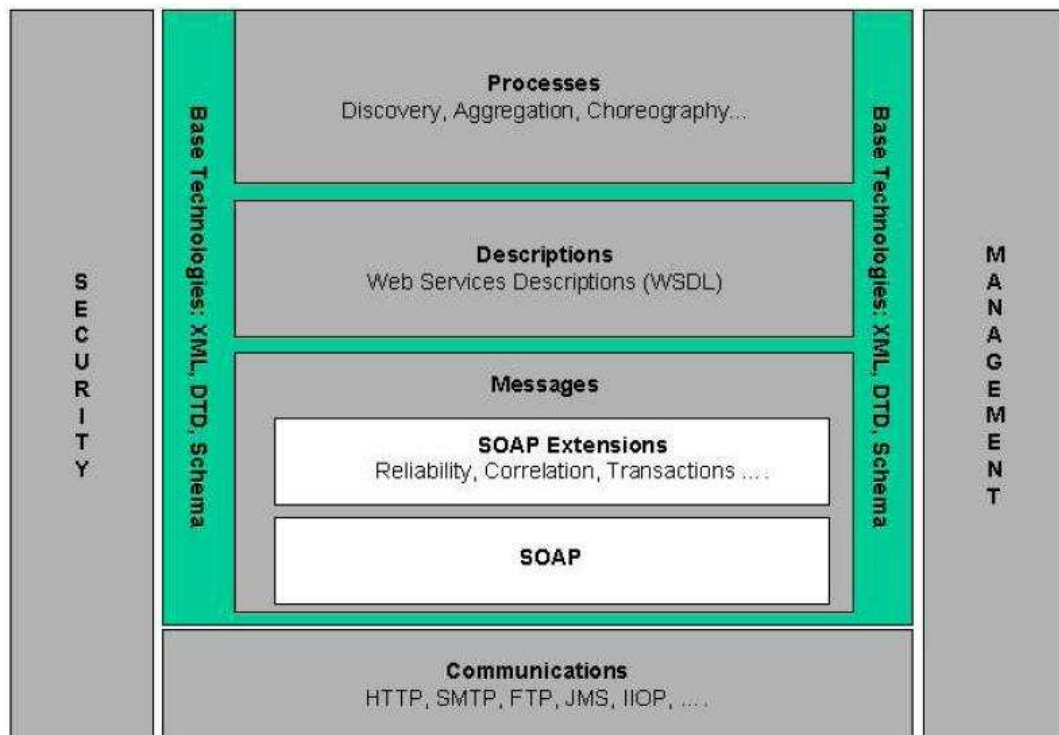 SECURITY
Base Technologies: XML, DTD, Schema
Processes
Discovery, Aggregation, Choreography...
Descriptions
Web Services Descriptions (WSDL)
Messages
SOAP Extensions
Reliability, Correlation, Transactions ....
SOAP
Base Technologies: XML, DTD, Schema
MANAGEMENT
Communications
HTTP, SMTP, FTP, JMS, IIOP, ....